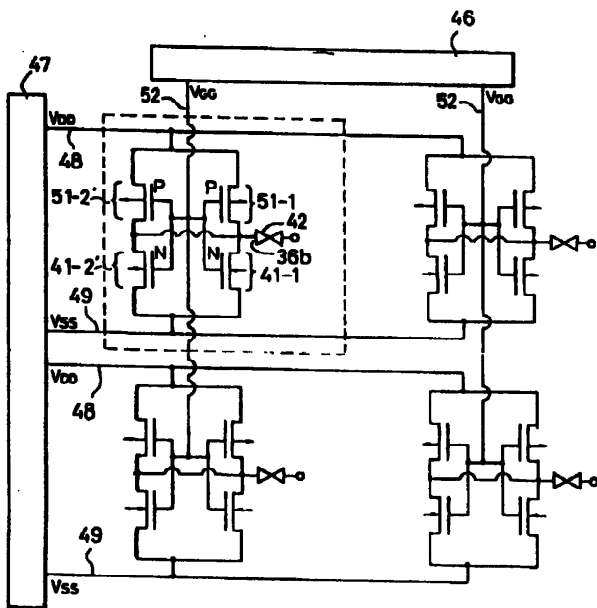 46
47
52
VGG
52
VGG
VDD
48
51-2'
P
P
51-1
42
36b
41-2'
N
N
41-1
49
VSS
VDD
48
49
VSS